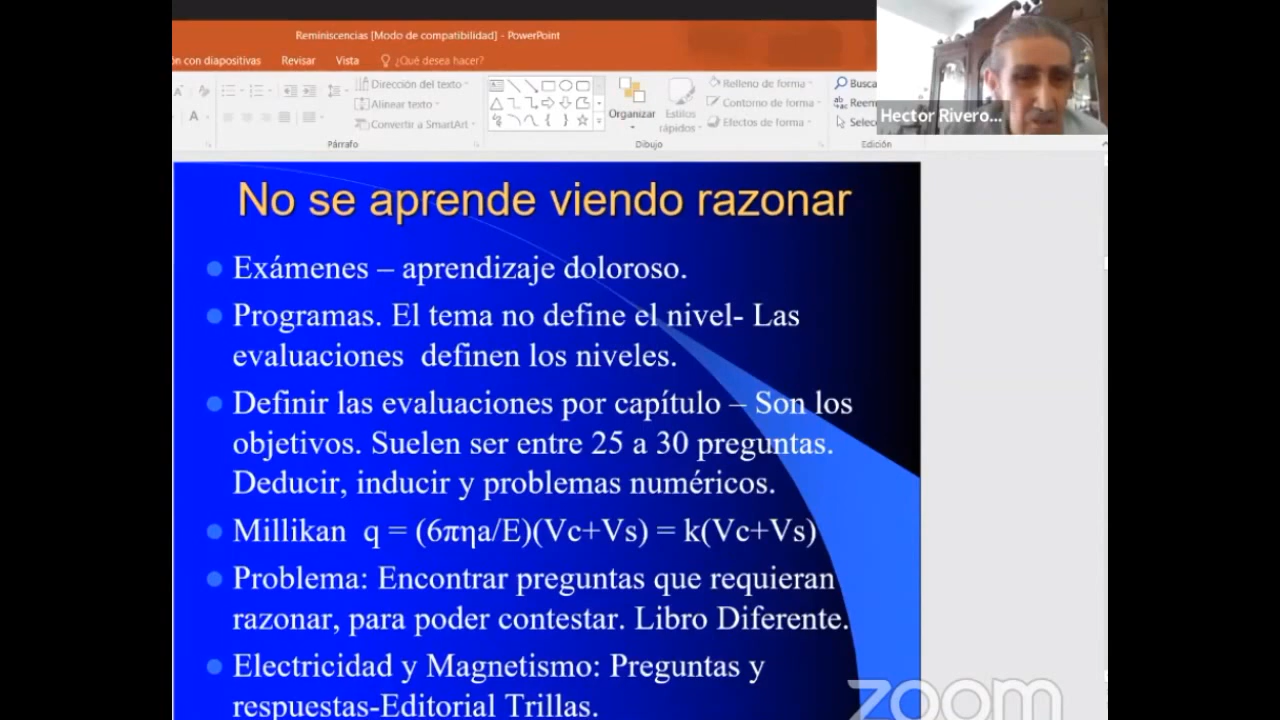 Reminiscencias [Modo de compatibilidad] - PowerPoint
ón con diapositivas Revisar Vista ¿Qué desea hacer?
Dirección del texto
Alinear texto
Convertir a SmartArt
Párrafo
Organizar
Estilos
rápidos
Relleno de forma
Contorno de forma
Efectos de forma
Dibujo
Busca
Reem
Selec
Edición
Hector Rivero...
No se aprende viendo razonar
Exámenes – aprendizaje doloroso.
Programas. El tema no define el nivel- Las
evaluaciones definen los niveles.
Definir las evaluaciones por capítulo – Son los
objetivos. Suelen ser entre 25 a 30 preguntas.
Deducir, inducir y problemas numéricos.
Millikan q = (6πηa/E)(Vc+Vs) = k(Vc+Vs)
Problema: Encontrar preguntas que requieran
razonar, para poder contestar. Libro Diferente.
Electricidad y Magnetismo: Preguntas y
respuestas-Editorial Trillas.
zoom